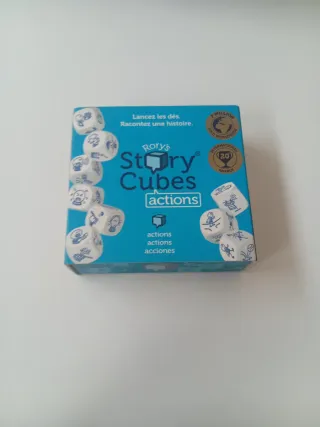 Lancez les dés.
Racontez une histoire.
Rory's
Story
Cubes
actions
actions
actions
acciones